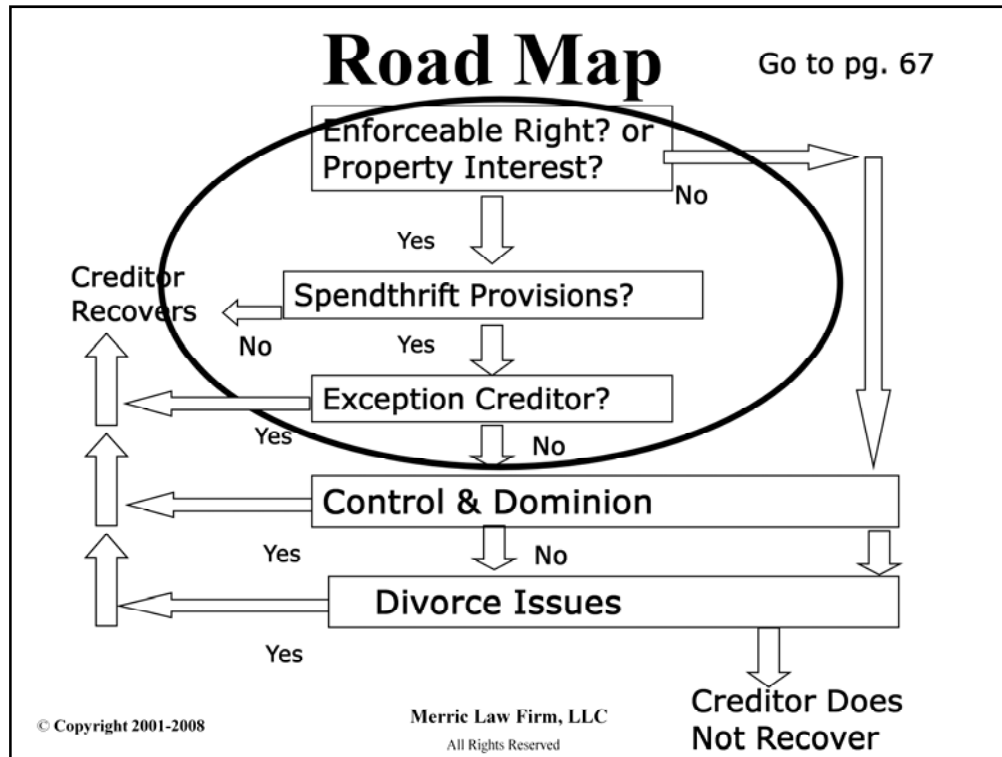 Road Map
Go to pg. 67
Enforceable Right? or
Property Interest?
No
Yes
Creditor
Recovers
Spendthrift Provisions?
No
Yes
Exception Creditor?
Yes
No
Control & Dominion
Yes
No
Divorce Issues
Yes
Creditor Does
Not Recover
© Copyright 2001-2008
Merric Law Firm, LLC
All Rights Reserved